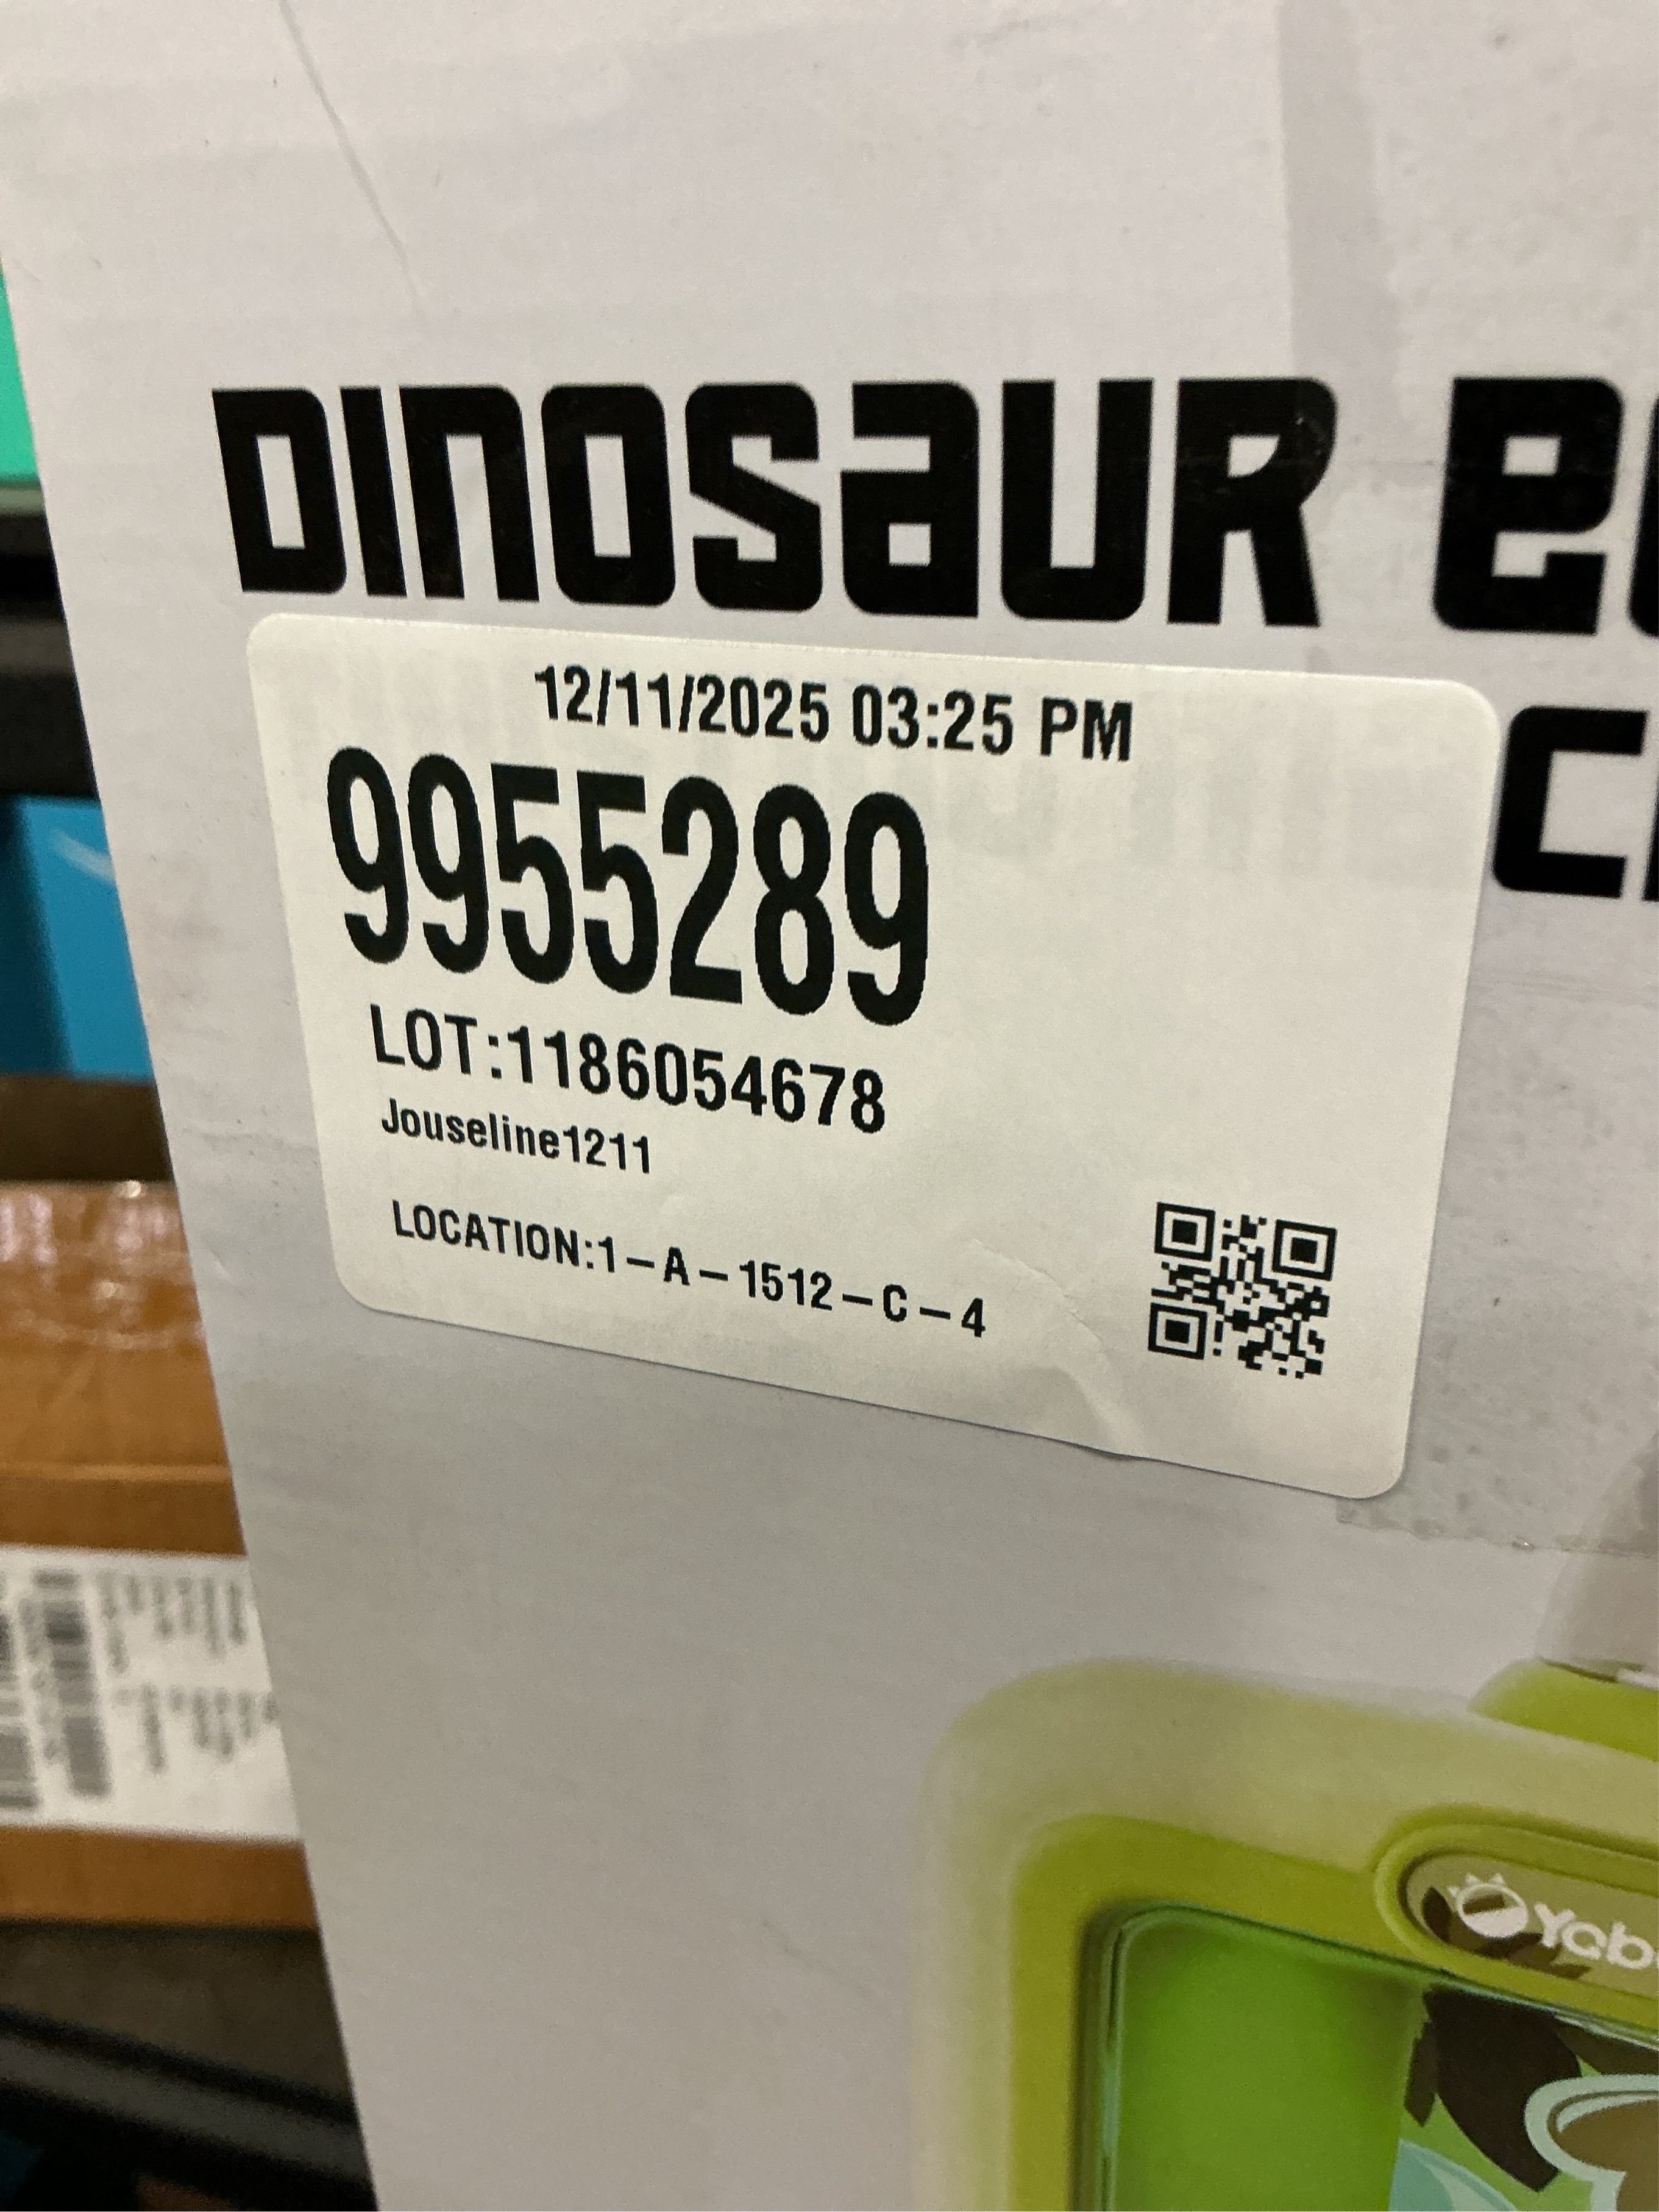 DINOSAUR
12/11/2025 03:25 PM
9955289
LOT:1186054678
Jouseline1211
LOCATION:1-A-1512-C-4